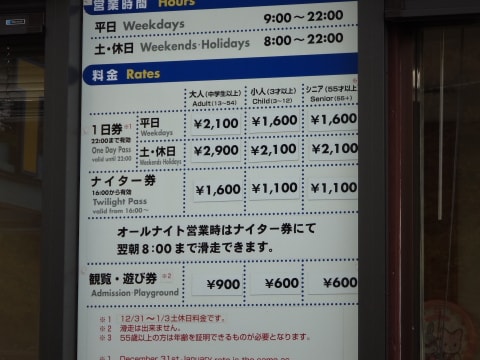 営業時間 Hours
平日 Weekdays 9:00～22:00
土・休日 Weekends・Holidays 8:00～22:00
料金 Rates
大人(中学生以上) 小人(3才以上) シニア(55才以上)
Adult(13~54) Child(3~12) Senior(55+)
1日券※1 平日 ¥2,100 ¥1,600 ¥1,600
22:00まで有効 Weekdays
One Day Pass 土・休日 ¥2,900 ¥2,100 ¥2,100
valid until 22:00 Weekends Holidays
ナイター券 ¥1,600 ¥1,100 ¥1,100
16:00から有効
Twilight Pass
valid from 16:00~
オールナイト営業時はナイター券にて
翌朝8:00まで滑走できます。
観覧・遊び券 ※2 ¥900 ¥600 ¥600
Admission Playground
※1 12/31～1/3土休日料金です。
※2 滑走は出来ません。
※3 55歳以上の方は年齢を証明できるものが必要となります。
※1 December 31st-January rate is the same as